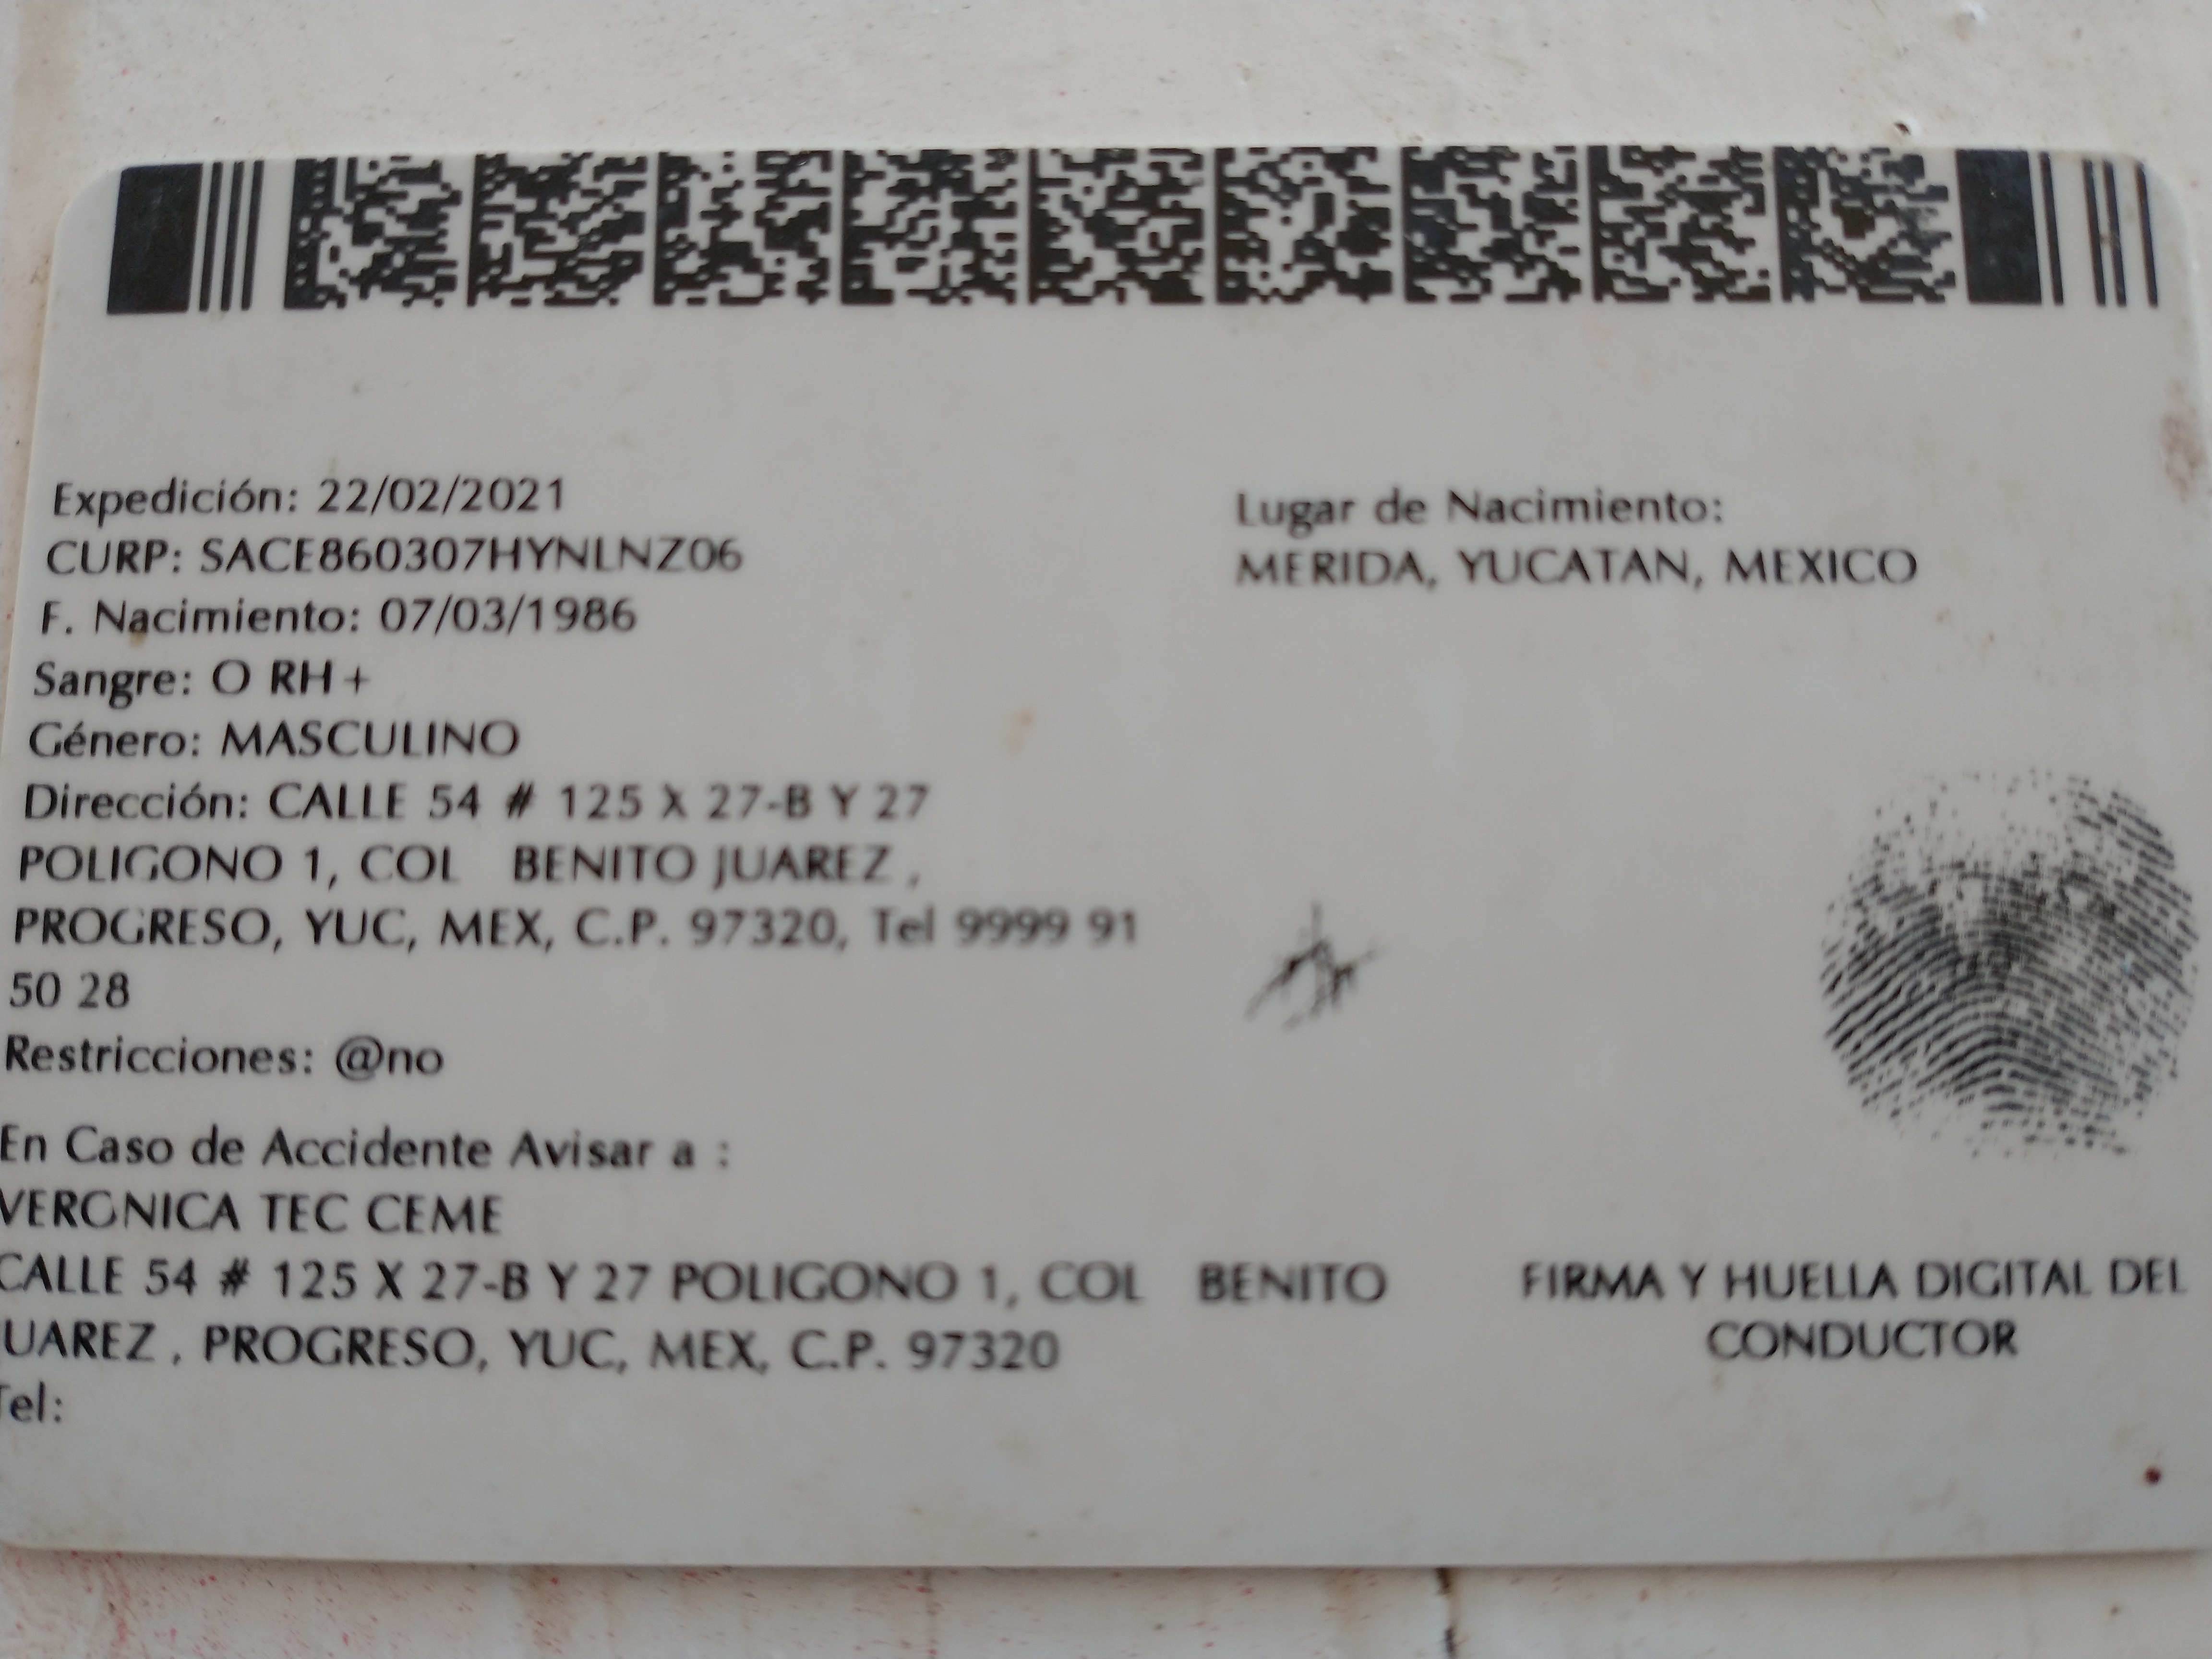 Expedición: 22/02/2021
CURP: SACE860307HYNLNZ06
F. Nacimiento: 07/03/1986
Sangre: O RH+
Género: MASCULINO
Dirección: CALLE 54 # 125 X 27-B Y 27
POLIGONO 1, COL BENITO JUAREZ ,
PROGRESO, YUC, MEX, C.P. 97320, Tel 9999 91
50 28
Restricciones: @no
En Caso de Accidente Avisar a :
VERONICA TEC CEME
CALLE 54 # 125 X 27-B Y 27 POLIGONO 1, COL BENITO
JUAREZ , PROGRESO, YUC, MEX, C.P. 97320
Tel:
Lugar de Nacimiento:
MERIDA, YUCATAN, MEXICO
FIRMA Y HUELLA DIGITAL DEL
CONDUCTOR